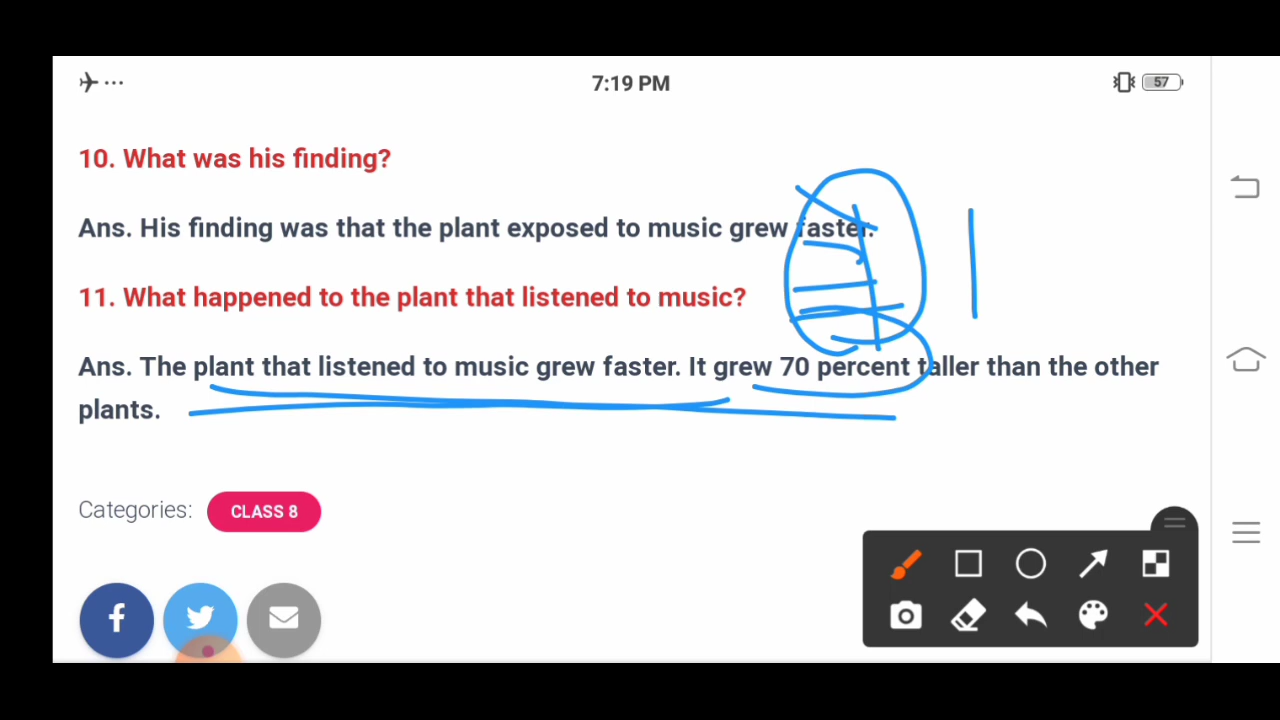 7:19 PM
57
10. What was his finding?
Ans. His finding was that the plant exposed to music grew faster.
11. What happened to the plant that listened to music?
Ans. The plant that listened to music grew faster. It grew 70 percent taller than the other
plants.
Categories: CLASS 8